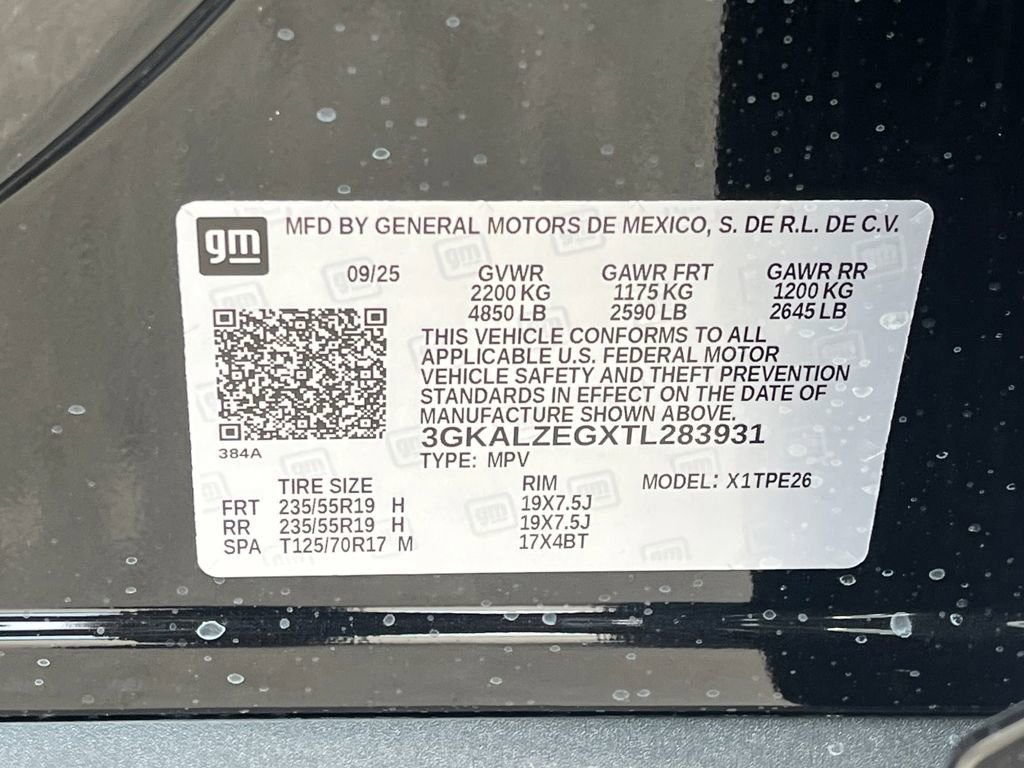 gm MFD BY GENERAL MOTORS DE MEXICO, S. DE R.L. DE C.V.
09/25 GVWR GAWR FRT GAWR RR
2200 KG 1175 KG 1200 KG
4850 LB 2590 LB 2645 LB
THIS VEHICLE CONFORMS TO ALL
APPLICABLE U.S. FEDERAL MOTOR
VEHICLE SAFETY AND THEFT PREVENTION
STANDARDS IN EFFECT ON THE DATE OF
MANUFACTURE SHOWN ABOVE.
3GKALZEGXTL283931
384A
TYPE: MPV
TIRE SIZE RIM MODEL: X1TPE26
FRT 235/55R19 H 19X7.5J
RR 235/55R19 H 19X7.5J
SPA T125/70R17 M 17X4BT